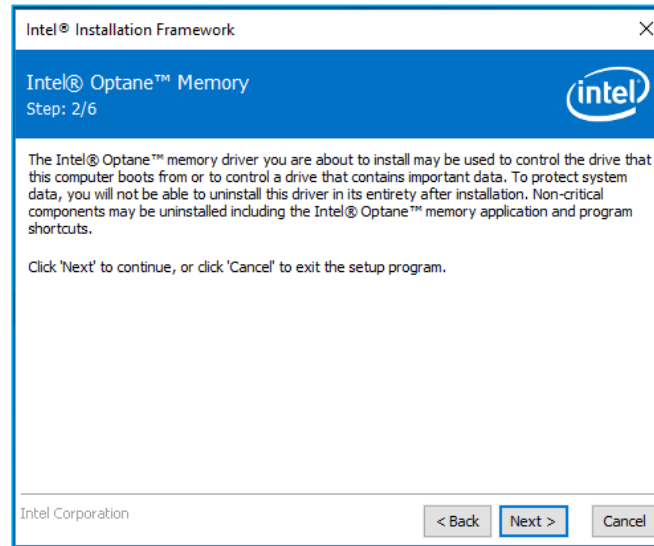 Intel® Installation Framework
Intel® Optane™ Memory
Step: 2/6
intel
The Intel® Optane™ memory driver you are about to install may be used to control the drive that
this computer boots from or to control a drive that contains important data. To protect system
data, you will not be able to uninstall this driver in its entirety after installation. Non-critical
components may be uninstalled including the Intel® Optane™ memory application and program
shortcuts.
Click 'Next' to continue, or click 'Cancel' to exit the setup program.
Intel Corporation
< Back Next > Cancel